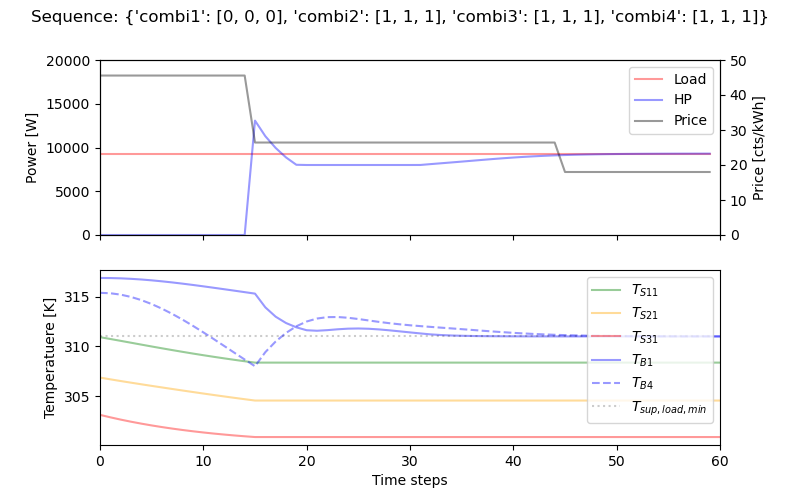 Sequence: {'combi1': [0, 0, 0], 'combi2': [1, 1, 1], 'combi3': [1, 1, 1], 'combi4': [1, 1, 1]}
20000
15000
10000
5000
0
Power [W]
Load
HP
Price
50
40
30
20
10
0
Price [cts/kWh]
315
310
305
Temperatuere [K]
T_{S11}
T_{S21}
T_{S31}
T_{B1}
T_{B4}
T_{sup,load,min}
0 10 20 30 40 50 60
Time steps